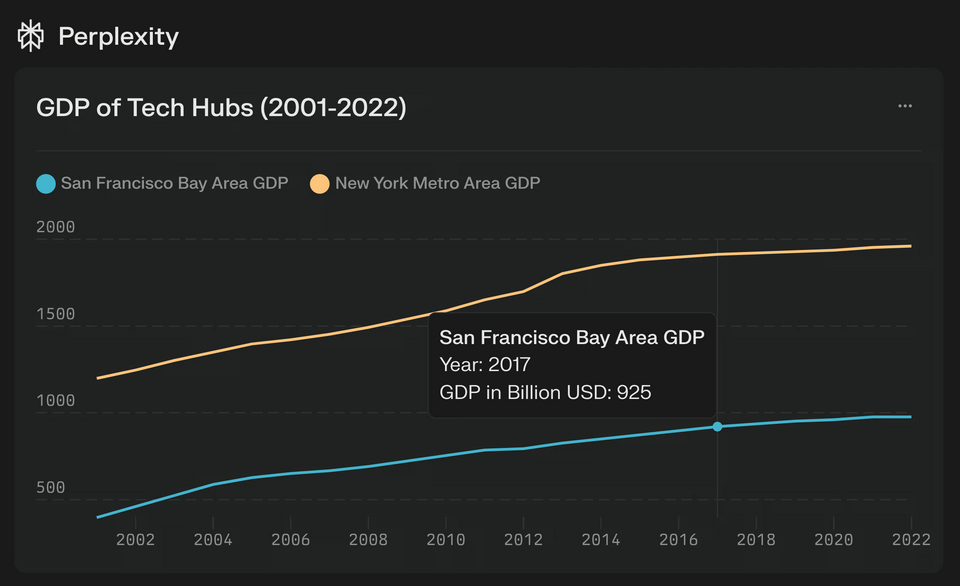 Perplexity
GDP of Tech Hubs (2001-2022)
San Francisco Bay Area GDP
New York Metro Area GDP
2000
1500
1000
500
San Francisco Bay Area GDP
Year: 2017
GDP in Billion USD: 925
2002 2004 2006 2008 2010 2012 2014 2016 2018 2020 2022